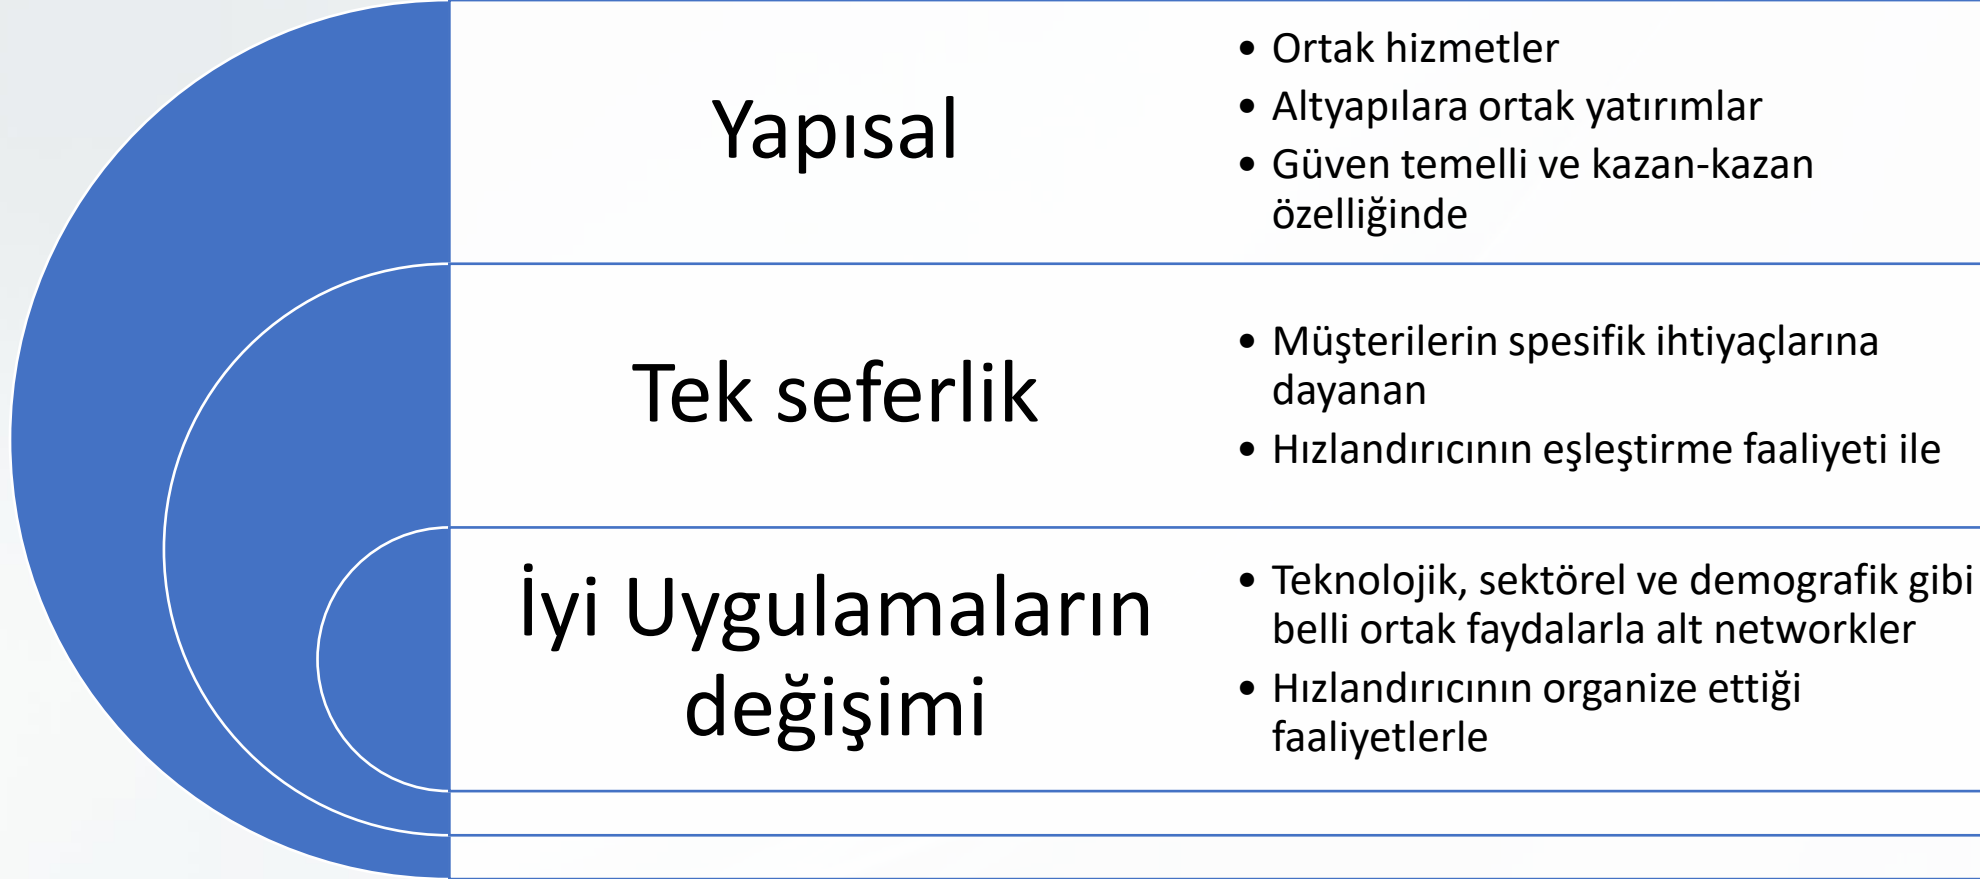 Yapısal
• Ortak hizmetler
• Altyapılara ortak yatırımlar
• Güven temelli ve kazan-kazan
özelliğinde
Tek seferlik
• Müşterilerin spesifik ihtiyaçlarına
dayanan
• Hızlandırıcının eşleştirme faaliyeti ile
İyi Uygulamaların
değişimi
• Teknolojik, sektörel ve demografik gibi
belli ortak faydalarla alt networkler
• Hızlandırıcının organize ettiği
faaliyetlerle